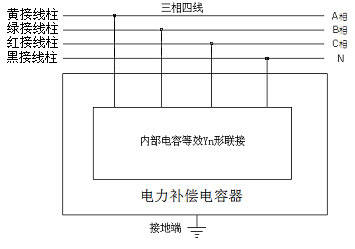 三相四线
黄接线柱 A相
绿接线柱 B相
红接线柱 C相
黑接线柱 N
内部电容等效Yn形联接
电力补偿电容器
接地端